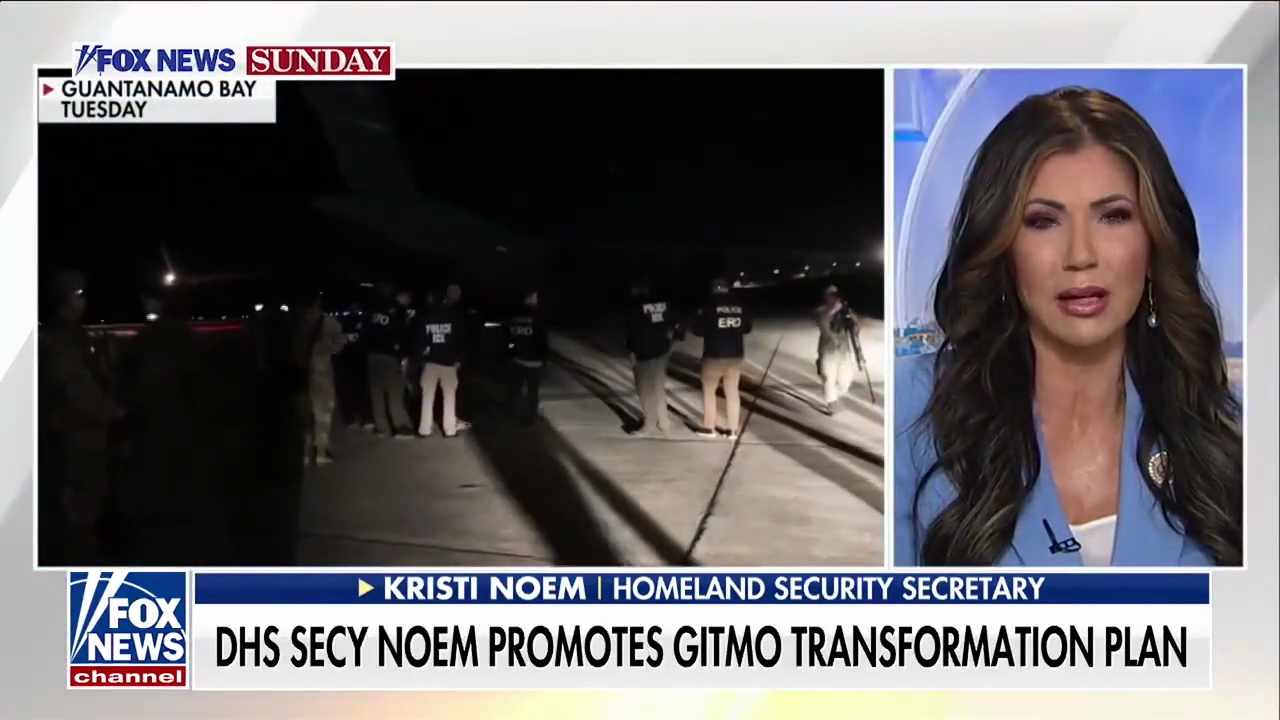 FOX NEWS SUNDAY
GUANTANAMO BAY
TUESDAY
ERO
POLICE
ICE
ERO
POLICE
ICE
POLICE
ERO
KRISTI NOEM | HOMELAND SECURITY SECRETARY
FOX
NEWS
channel
DHS SECY NOEM PROMOTES GITMO TRANSFORMATION PLAN